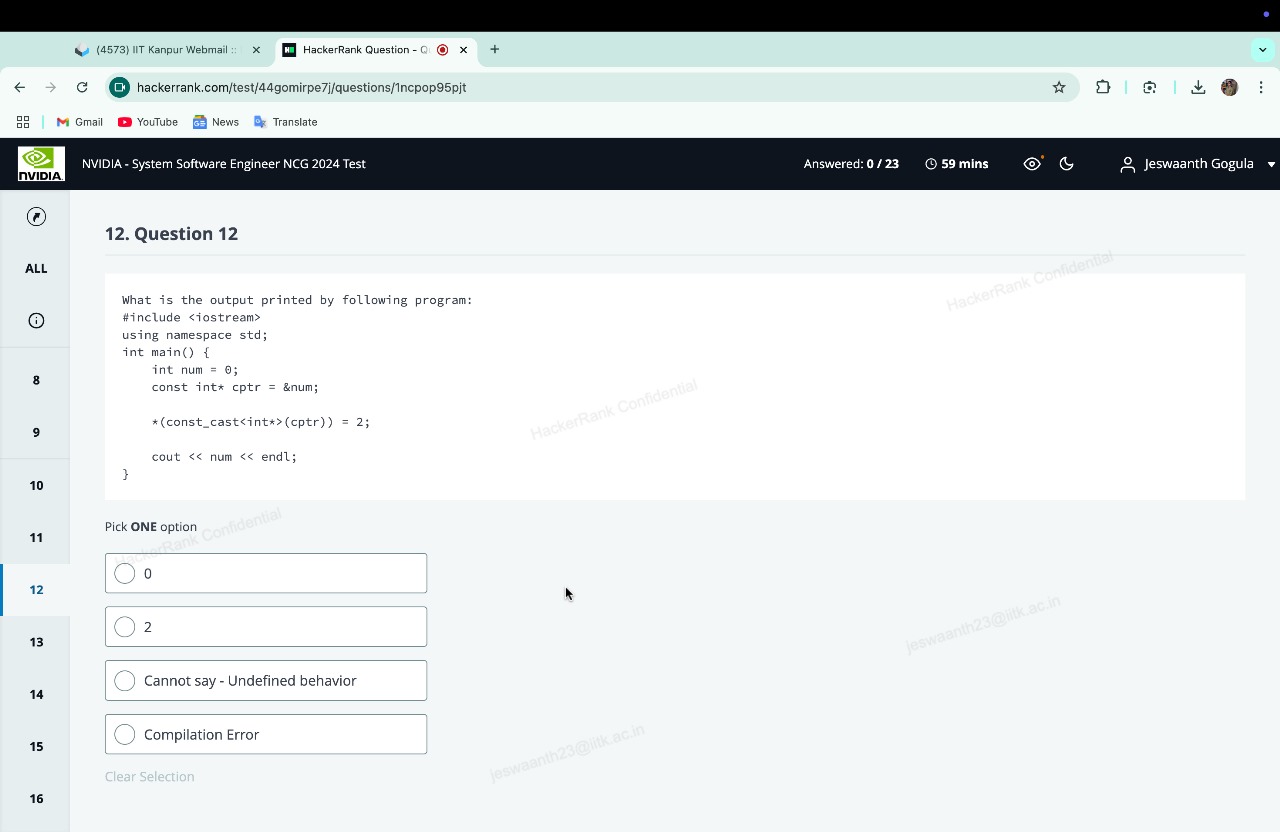 (4573) IIT Kanpur Webmail ::
HackerRank Question - Q
hackerrank.com/test/44gomirpe7j/questions/1ncpop95pjt
Gmail YouTube News Translate
NVIDIA NVIDIA - System Software Engineer NCG 2024 Test Answered: 0 / 23 59 mins Jeswaanth Gogula
ALL
8
9
10
11
12
13
14
15
16
12. Question 12
What is the output printed by following program:
#include <iostream>
using namespace std;
int main() {
    int num = 0;
    const int* cptr = &num;
    *(const_cast<int*>(cptr)) = 2;
    cout << num << endl;
}
Pick ONE option
0
2
Cannot say - Undefined behavior
Compilation Error
Clear Selection
HackerRank Confidential
HackerRank Confidential
HackerRank Confidential
jeswaanth23@iitk.ac.in
jeswaanth23@iitk.ac.in